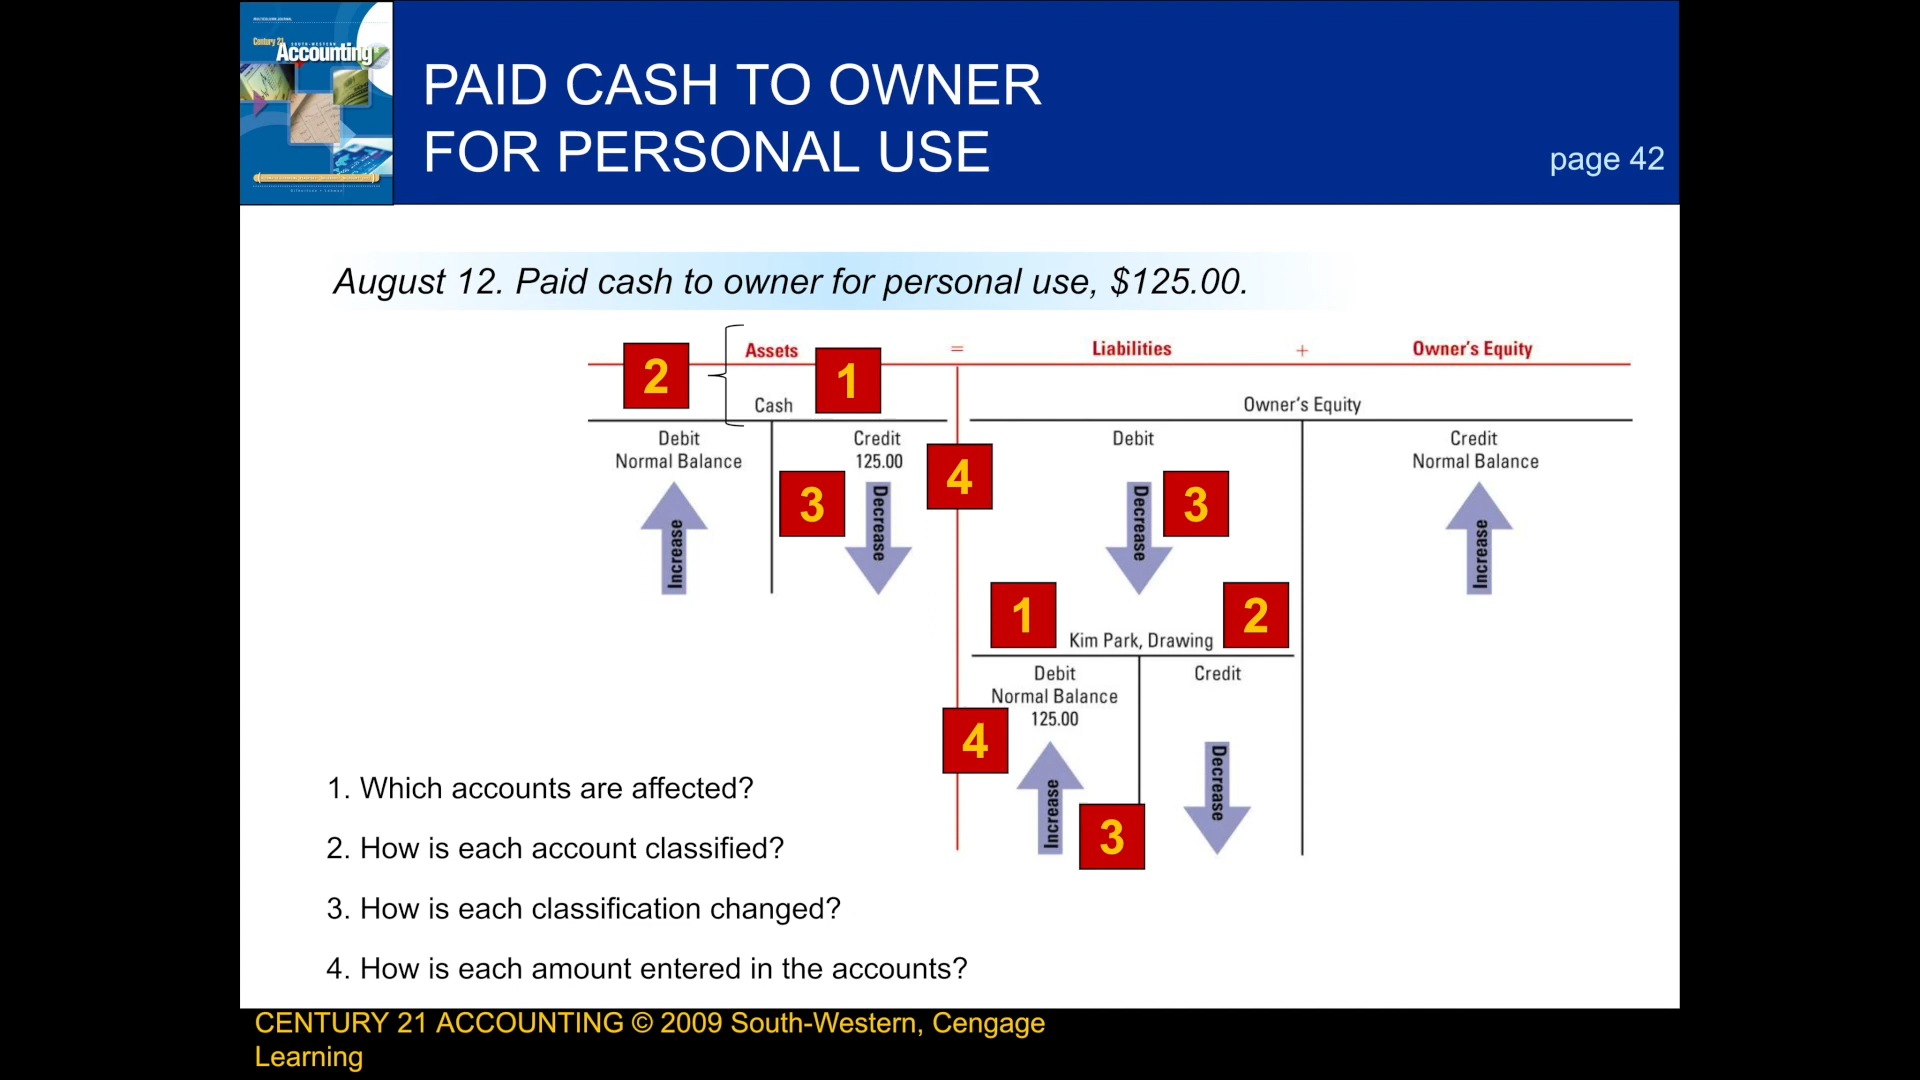 Century 21
SOUTH-WESTERN
Accounting
PAID CASH TO OWNER
FOR PERSONAL USE
page 42
August 12. Paid cash to owner for personal use, $125.00.
Assets = Liabilities + Owner's Equity
2
1
Cash
Owner's Equity
Debit
Normal Balance
Credit
125.00
Debit
Credit
Normal Balance
4
3
3
Increase
Decrease
Decrease
Increase
1
2
Kim Park, Drawing
Debit
Normal Balance
125.00
Credit
4
Increase
3
Decrease
1. Which accounts are affected?
2. How is each account classified?
3. How is each classification changed?
4. How is each amount entered in the accounts?
CENTURY 21 ACCOUNTING © 2009 South-Western, Cengage
Learning